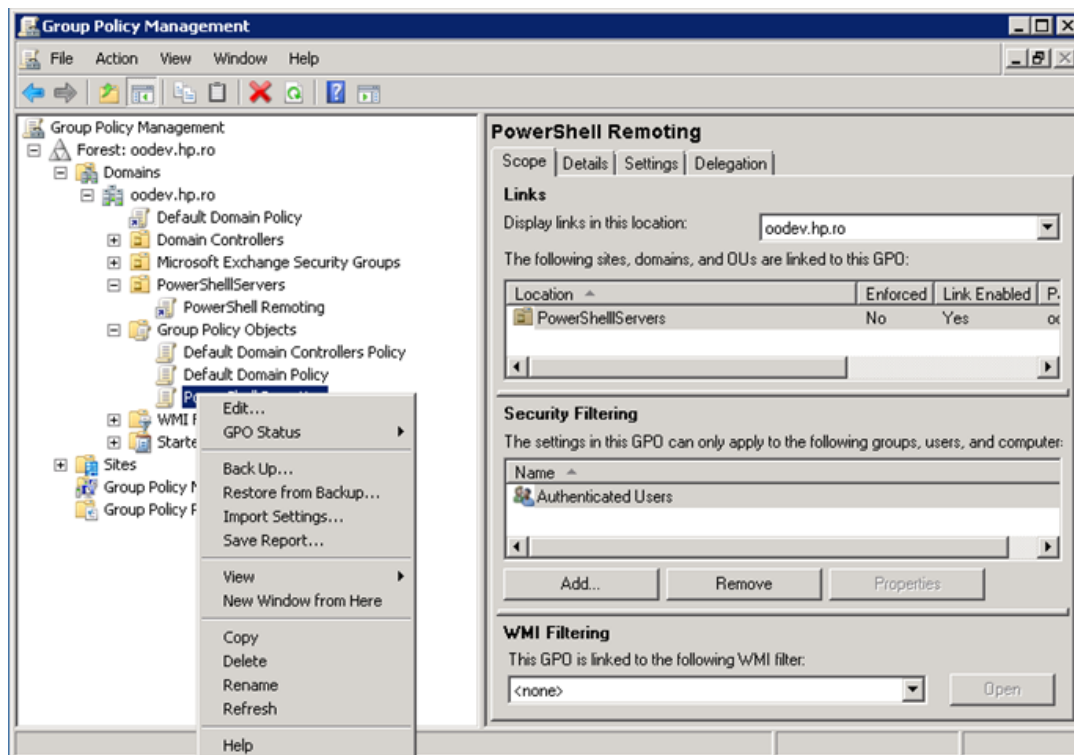 Group Policy Management
File Action View Window Help
Group Policy Management
Forest: oodev.hp.ro
Domains
oodev.hp.ro
Default Domain Policy
Domain Controllers
Microsoft Exchange Security Groups
PowerShellServers
PowerShell Remoting
Group Policy Objects
Default Domain Controllers Policy
Default Domain Policy
WMI
Sites
Group Policy
Group Policy
Edit...
GPO Status
Back Up...
Restore from Backup...
Import Settings...
Save Report...
View
New Window from Here
Copy
Delete
Rename
Refresh
Help
PowerShell Remoting
Scope Details Settings Delegation
Links
Display links in this location: oodev.hp.ro
The following sites, domains, and OUs are linked to this GPO:
Location Enforced Link Enabled
PowerShellServers No Yes
Security Filtering
The settings in this GPO can only apply to the following groups, users, and computer
Name
Authenticated Users
Add... Remove Properties
WMI Filtering
This GPO is linked to the following WMI filter:
<none> Open